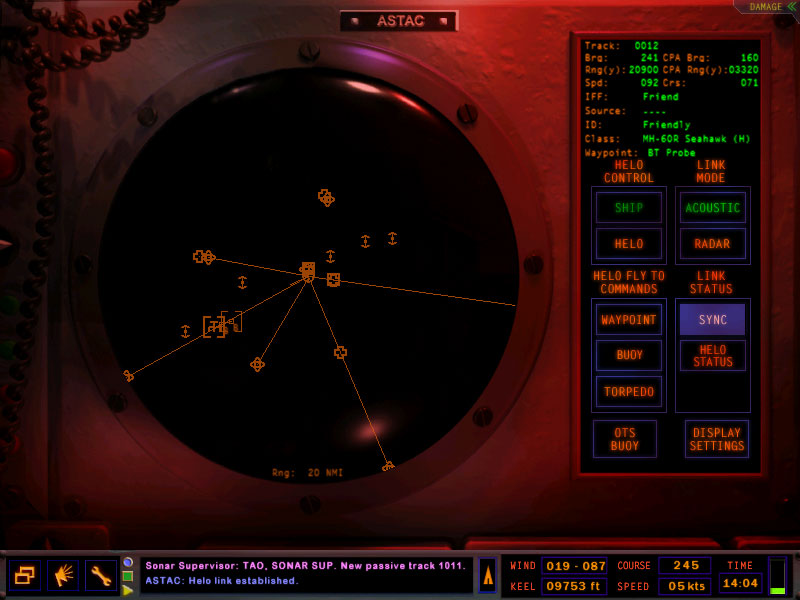 DAMAGE
ASTAC
Track: 0012
Brg: 241 CPA Brg: 160
Rng(y): 20900 CPA Rng(y): 03320
Spd: 092 Crs: 071
IFF: Friend
Source: ----
ID: Friendly
Class: MH-60R Seahawk (H)
Waypoint: BT Probe
HELO CONTROL
LINK MODE
SHIP
ACOUSTIC
HELO
RADAR
HELO FLY TO COMMANDS
LINK STATUS
WAYPOINT
SYNC
BUOY
HELO STATUS
TORPEDO
OTS BUOY
DISPLAY SETTINGS
Rng: 20 NMI
Sonar Supervisor: TAO, SONAR SUP. New passive track 1011.
ASTAC: Helo link established.
WIND 019 - 087 COURSE 245 TIME
KEEL 09753 ft SPEED 05 kts 14:04